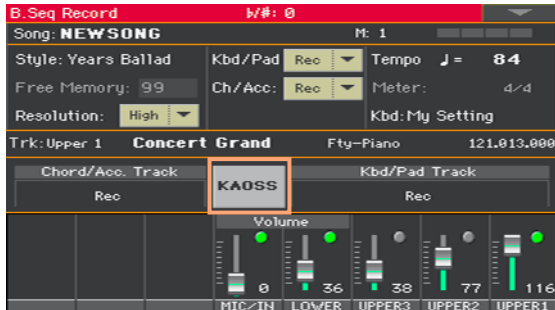 B.Seq Record ♭/#: 0
Song: NEWSONG M: 1
Style: Years Ballad Kbd/Pad Rec Tempo ♩= 84
Free Memory: 99 Ch/Acc: Rec Meter: 4/4
Resolution: High Kbd: My Setting
Trk: Upper 1 Concert Grand Fty-Piano 121.013.000
Chord/Acc. Track KAOSS Kbd/Pad Track
Rec Rec
Volume
0 36 38 77 116
MIC/IN LOWER UPPER3 UPPER2 UPPER1